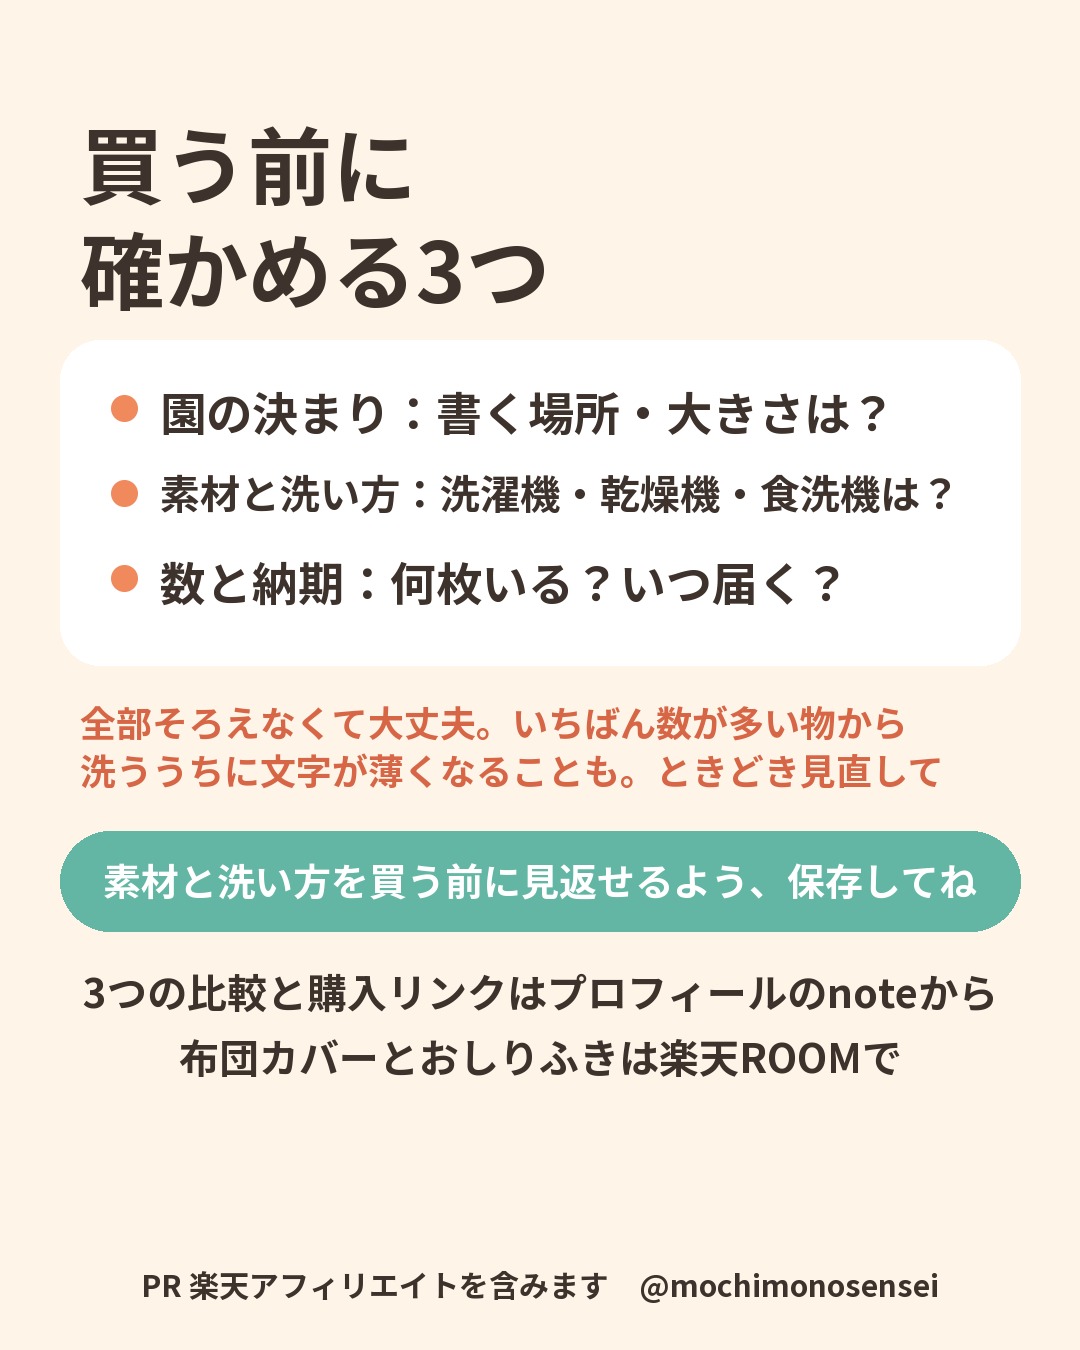 買う前に
確かめる3つ
園の決まり：書く場所・大きさは？
素材と洗い方：洗濯機・乾燥機・食洗機は？
数と納期：何枚いる？いつ届く？
全部そろえなくて大丈夫。いちばん数が多い物から
洗ううちに文字が薄くなることも。ときどき見直して
素材と洗い方を買う前に見返せるよう、保存してね
3つの比較と購入リンクはプロフィールのnoteから
布団カバーとおしりふきは楽天ROOMで
PR 楽天アフィリエイトを含みます　@mochimonosensei